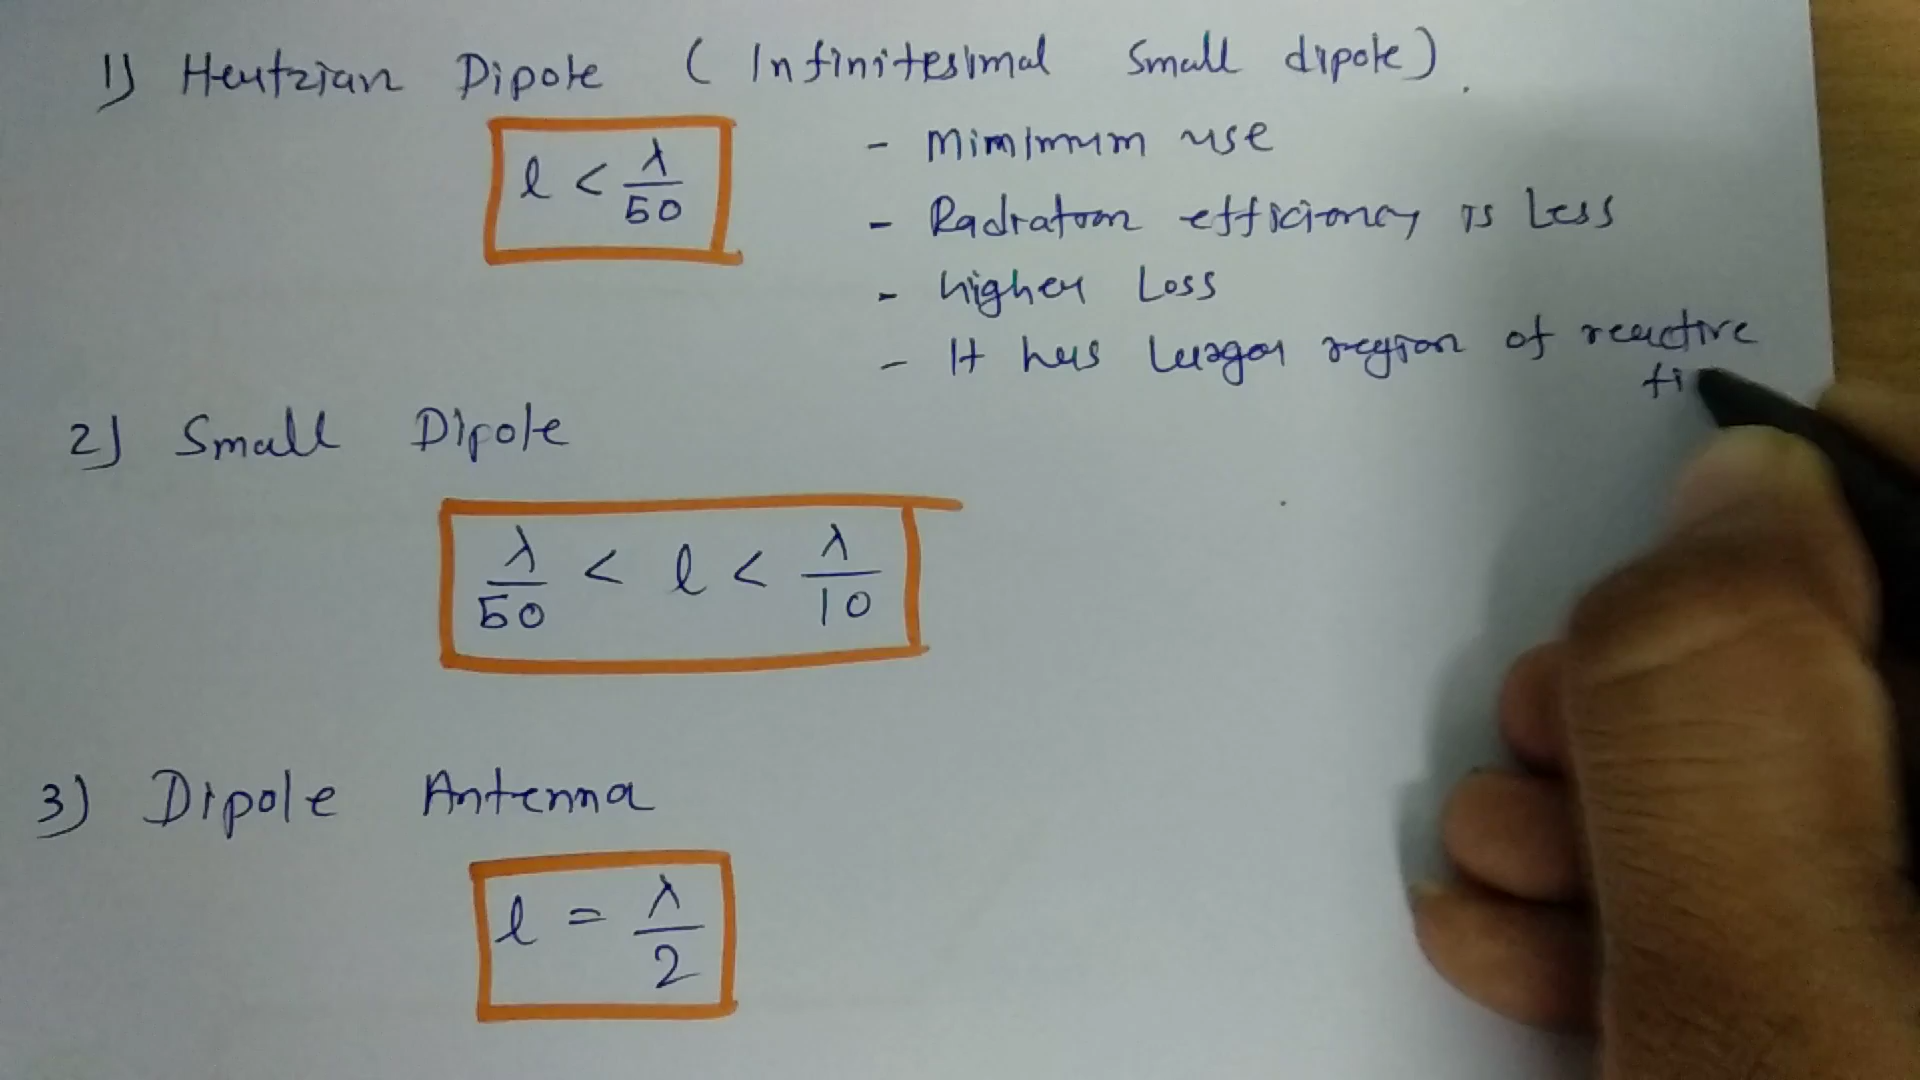 1) Hertzian Dipole ( Infinitesimal Small dipole ) .
l < λ/50
- Mimimum use
- Radiation efficiency is Less
- higher Loss
- It has larger region of reactive
fi
2) Small Dipole
λ/50 < l < λ/10
3) Dipole Antenna
l = λ/2